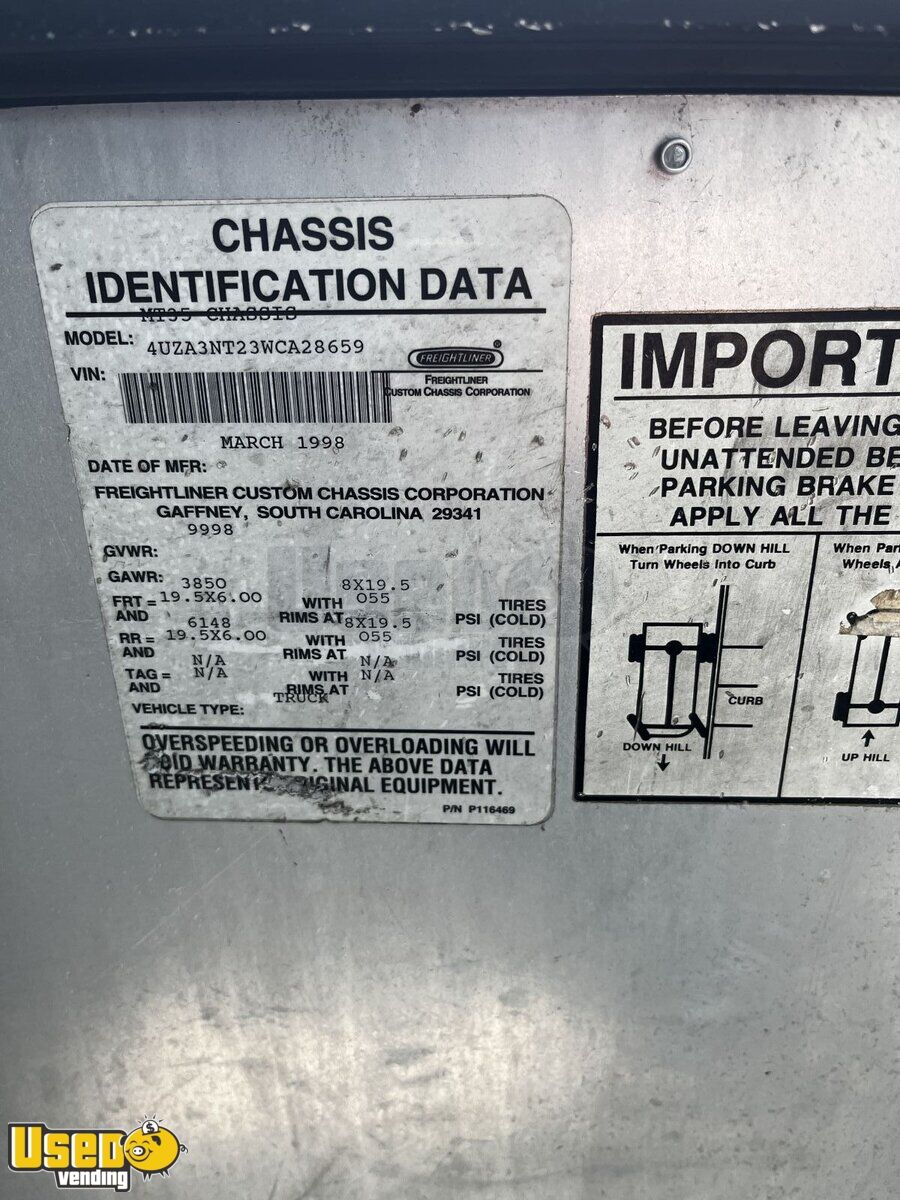 CHASSIS
IDENTIFICATION DATA
MT35 CHASSIS
MODEL:
4UZA3NT23WCA28659
VIN:
FREIGHTLINER
FREIGHTLINER
CUSTOM CHASSIS CORPORATION
MARCH 1998
DATE OF MFR:
FREIGHTLINER CUSTOM CHASSIS CORPORATION
GAFFNEY, SOUTH CAROLINA 29341
9998
GVWR:
GAWR: 3850 8X19.5
FRT = 19.5X6.00 WITH 055 TIRES
AND RIMS AT PSI (COLD)
6148 8X19.5
RR = 19.5X6.00 WITH 055 TIRES
AND RIMS AT PSI (COLD)
N/A N/A
TAG = N/A WITH N/A TIRES
AND RIMS AT PSI (COLD)
TRUCK
VEHICLE TYPE:
OVERSPEEDING OR OVERLOADING WILL
OID WARRANTY. THE ABOVE DATA
REPRESENT IGINAL EQUIPMENT.
P/N P116469
IMPORT
BEFORE LEAVING
UNATTENDED BE
PARKING BRAKE
APPLY ALL THE
When Parking DOWN HILL
Turn Wheels Into Curb
CURB
DOWN HILL
When Par
Wheels A
UP HILL
Used
vending